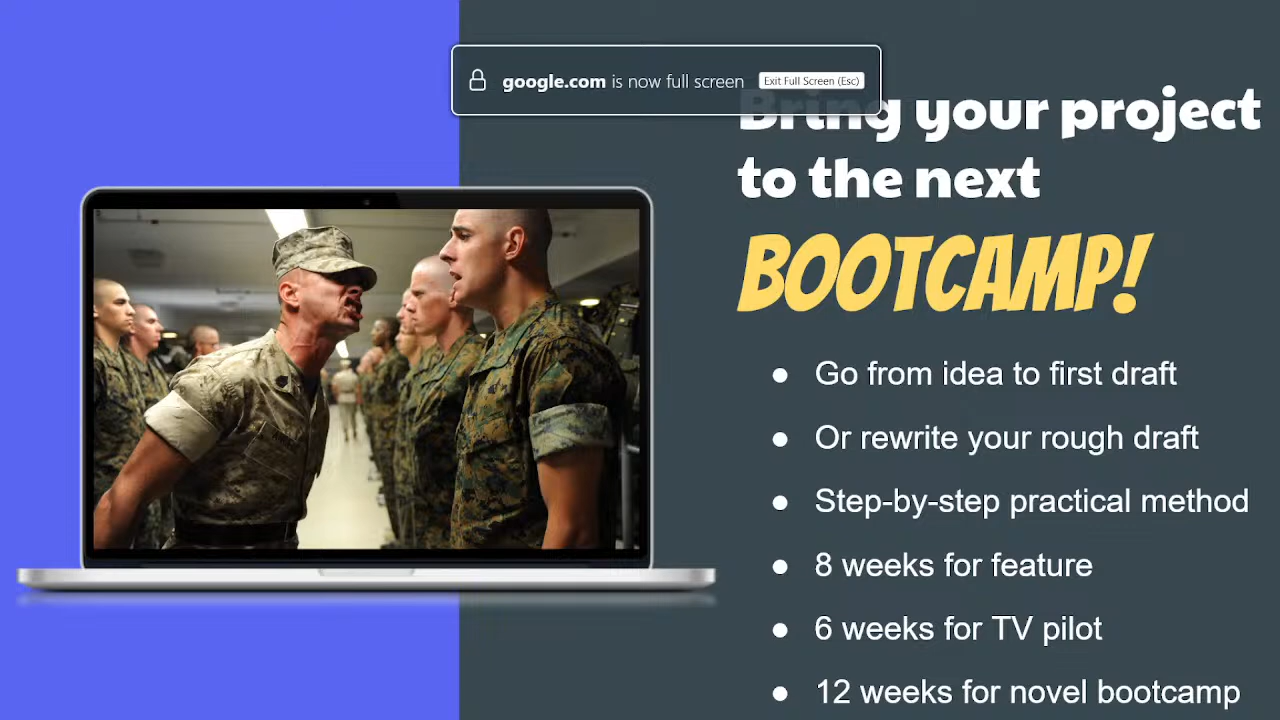 google.com is now full screen Exit Full Screen (Esc)
Bring your project
to the next
BOOTCAMP!
● Go from idea to first draft
● Or rewrite your rough draft
● Step-by-step practical method
● 8 weeks for feature
● 6 weeks for TV pilot
● 12 weeks for novel bootcamp